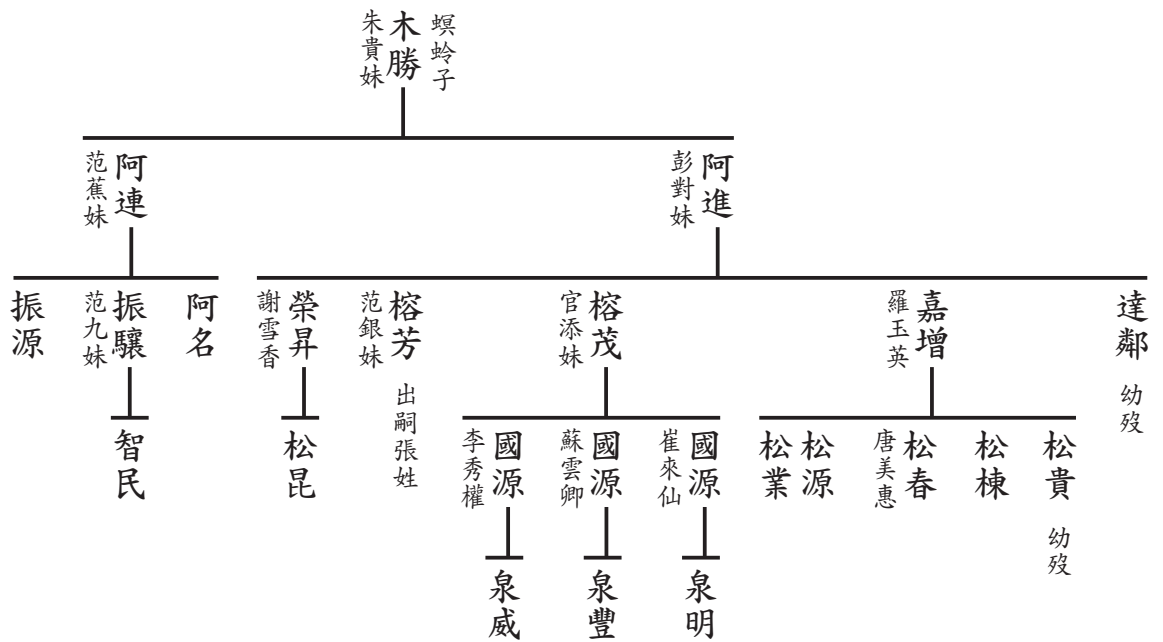 螟蛉子
木勝
朱貴妹
阿進
彭對妹
阿連
范蕉妹
達鄰
幼歿
嘉增
羅玉英
榕茂
官添妹
榕芳
范銀妹
出嗣張姓
榮昇
謝雪香
阿名
振驤
范九妹
振源
松貴
幼歿
松棟
松春
唐美惠
松源
松業
國源
崔來仙
國源
蘇雲卿
國源
李秀權
松昆
智民
泉明
泉豐
泉威